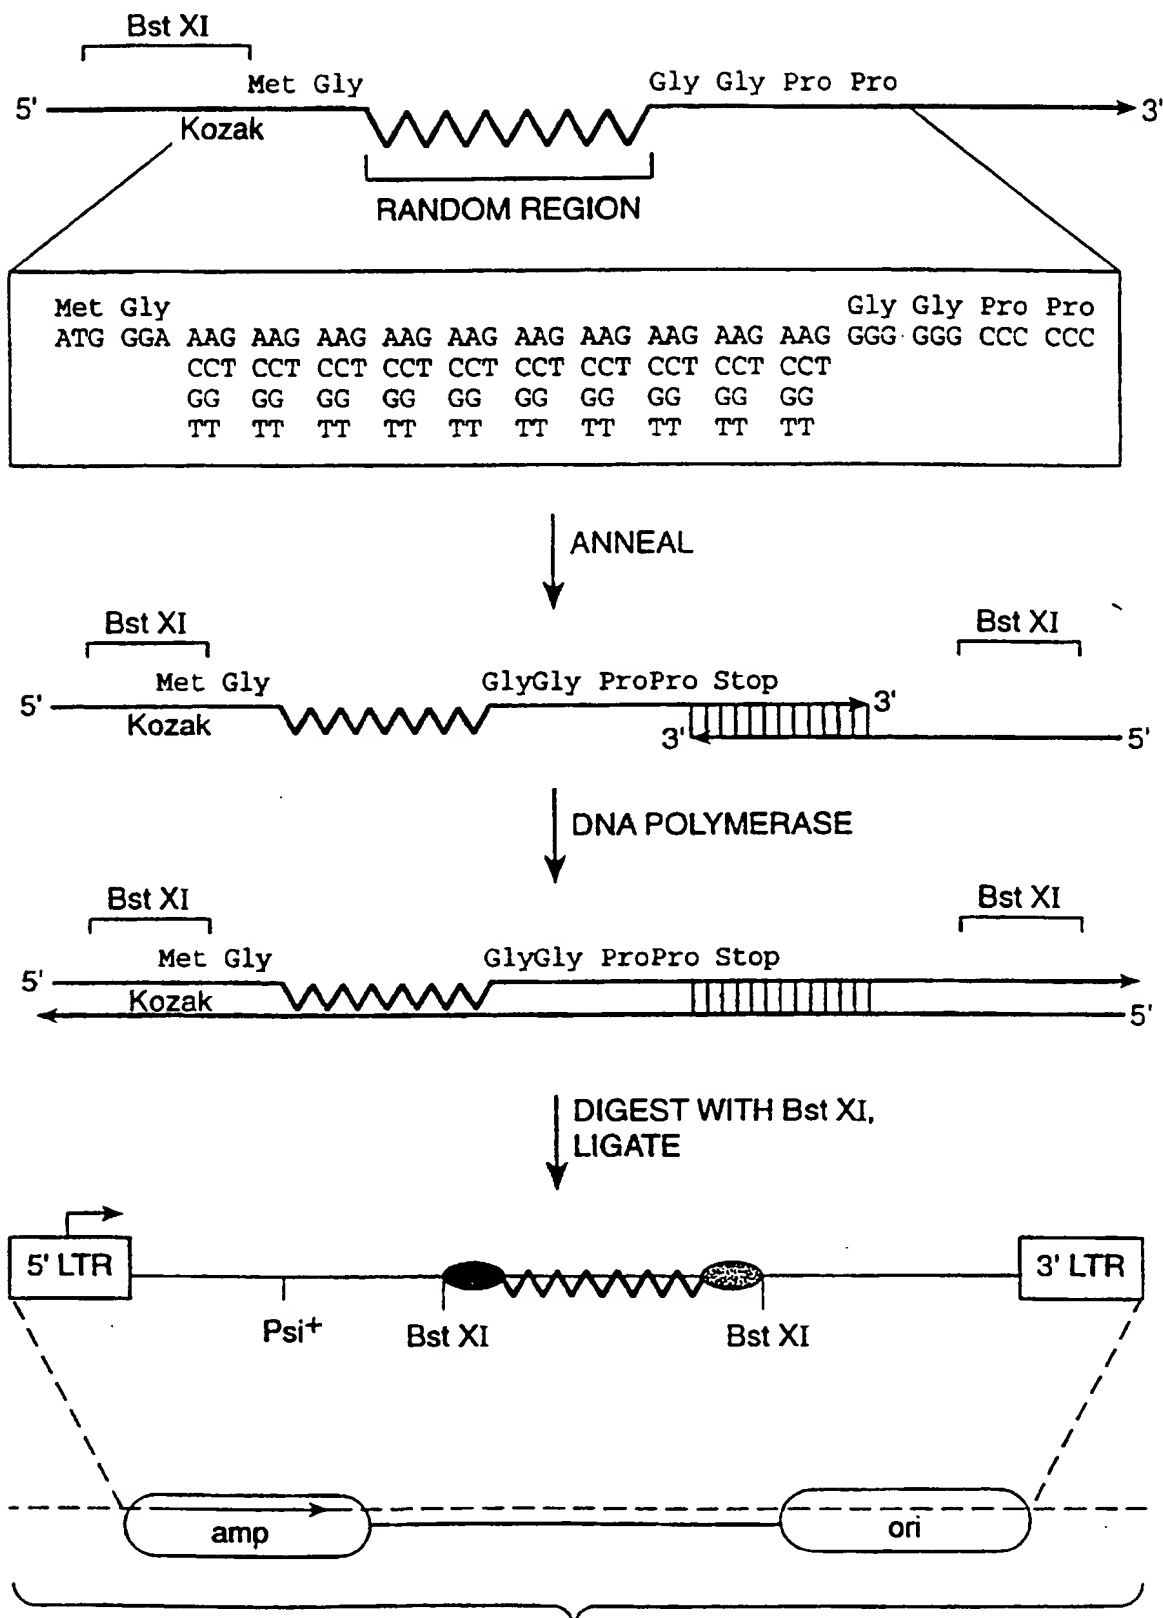 Bst XI
Met Gly
Gly Gly Pro Pro
5'
3'
Kozak
RANDOM REGION
Met Gly
Gly Gly Pro Pro
ATG GGA AAG AAG AAG AAG AAG AAG AAG AAG AAG AAG GGG GGG CCC CCC
CCT CCT CCT CCT CCT CCT CCT CCT CCT CCT
GG GG GG GG GG GG GG GG GG GG
TT TT TT TT TT TT TT TT TT TT
ANNEAL
Bst XI
Bst XI
Met Gly
GlyGly ProPro Stop
5'
3'
Kozak
3'
5'
DNA POLYMERASE
Bst XI
Bst XI
Met Gly
GlyGly ProPro Stop
5'
Kozak
5'
DIGEST WITH Bst XI,
LIGATE
5' LTR
3' LTR
Psi+
Bst XI
Bst XI
amp
ori